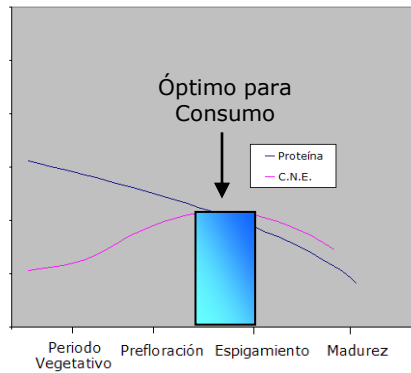 Óptimo para
Consumo
Proteína
C.N.E.
Periodo
Vegetativo
Prefloración
Espigamiento
Madurez